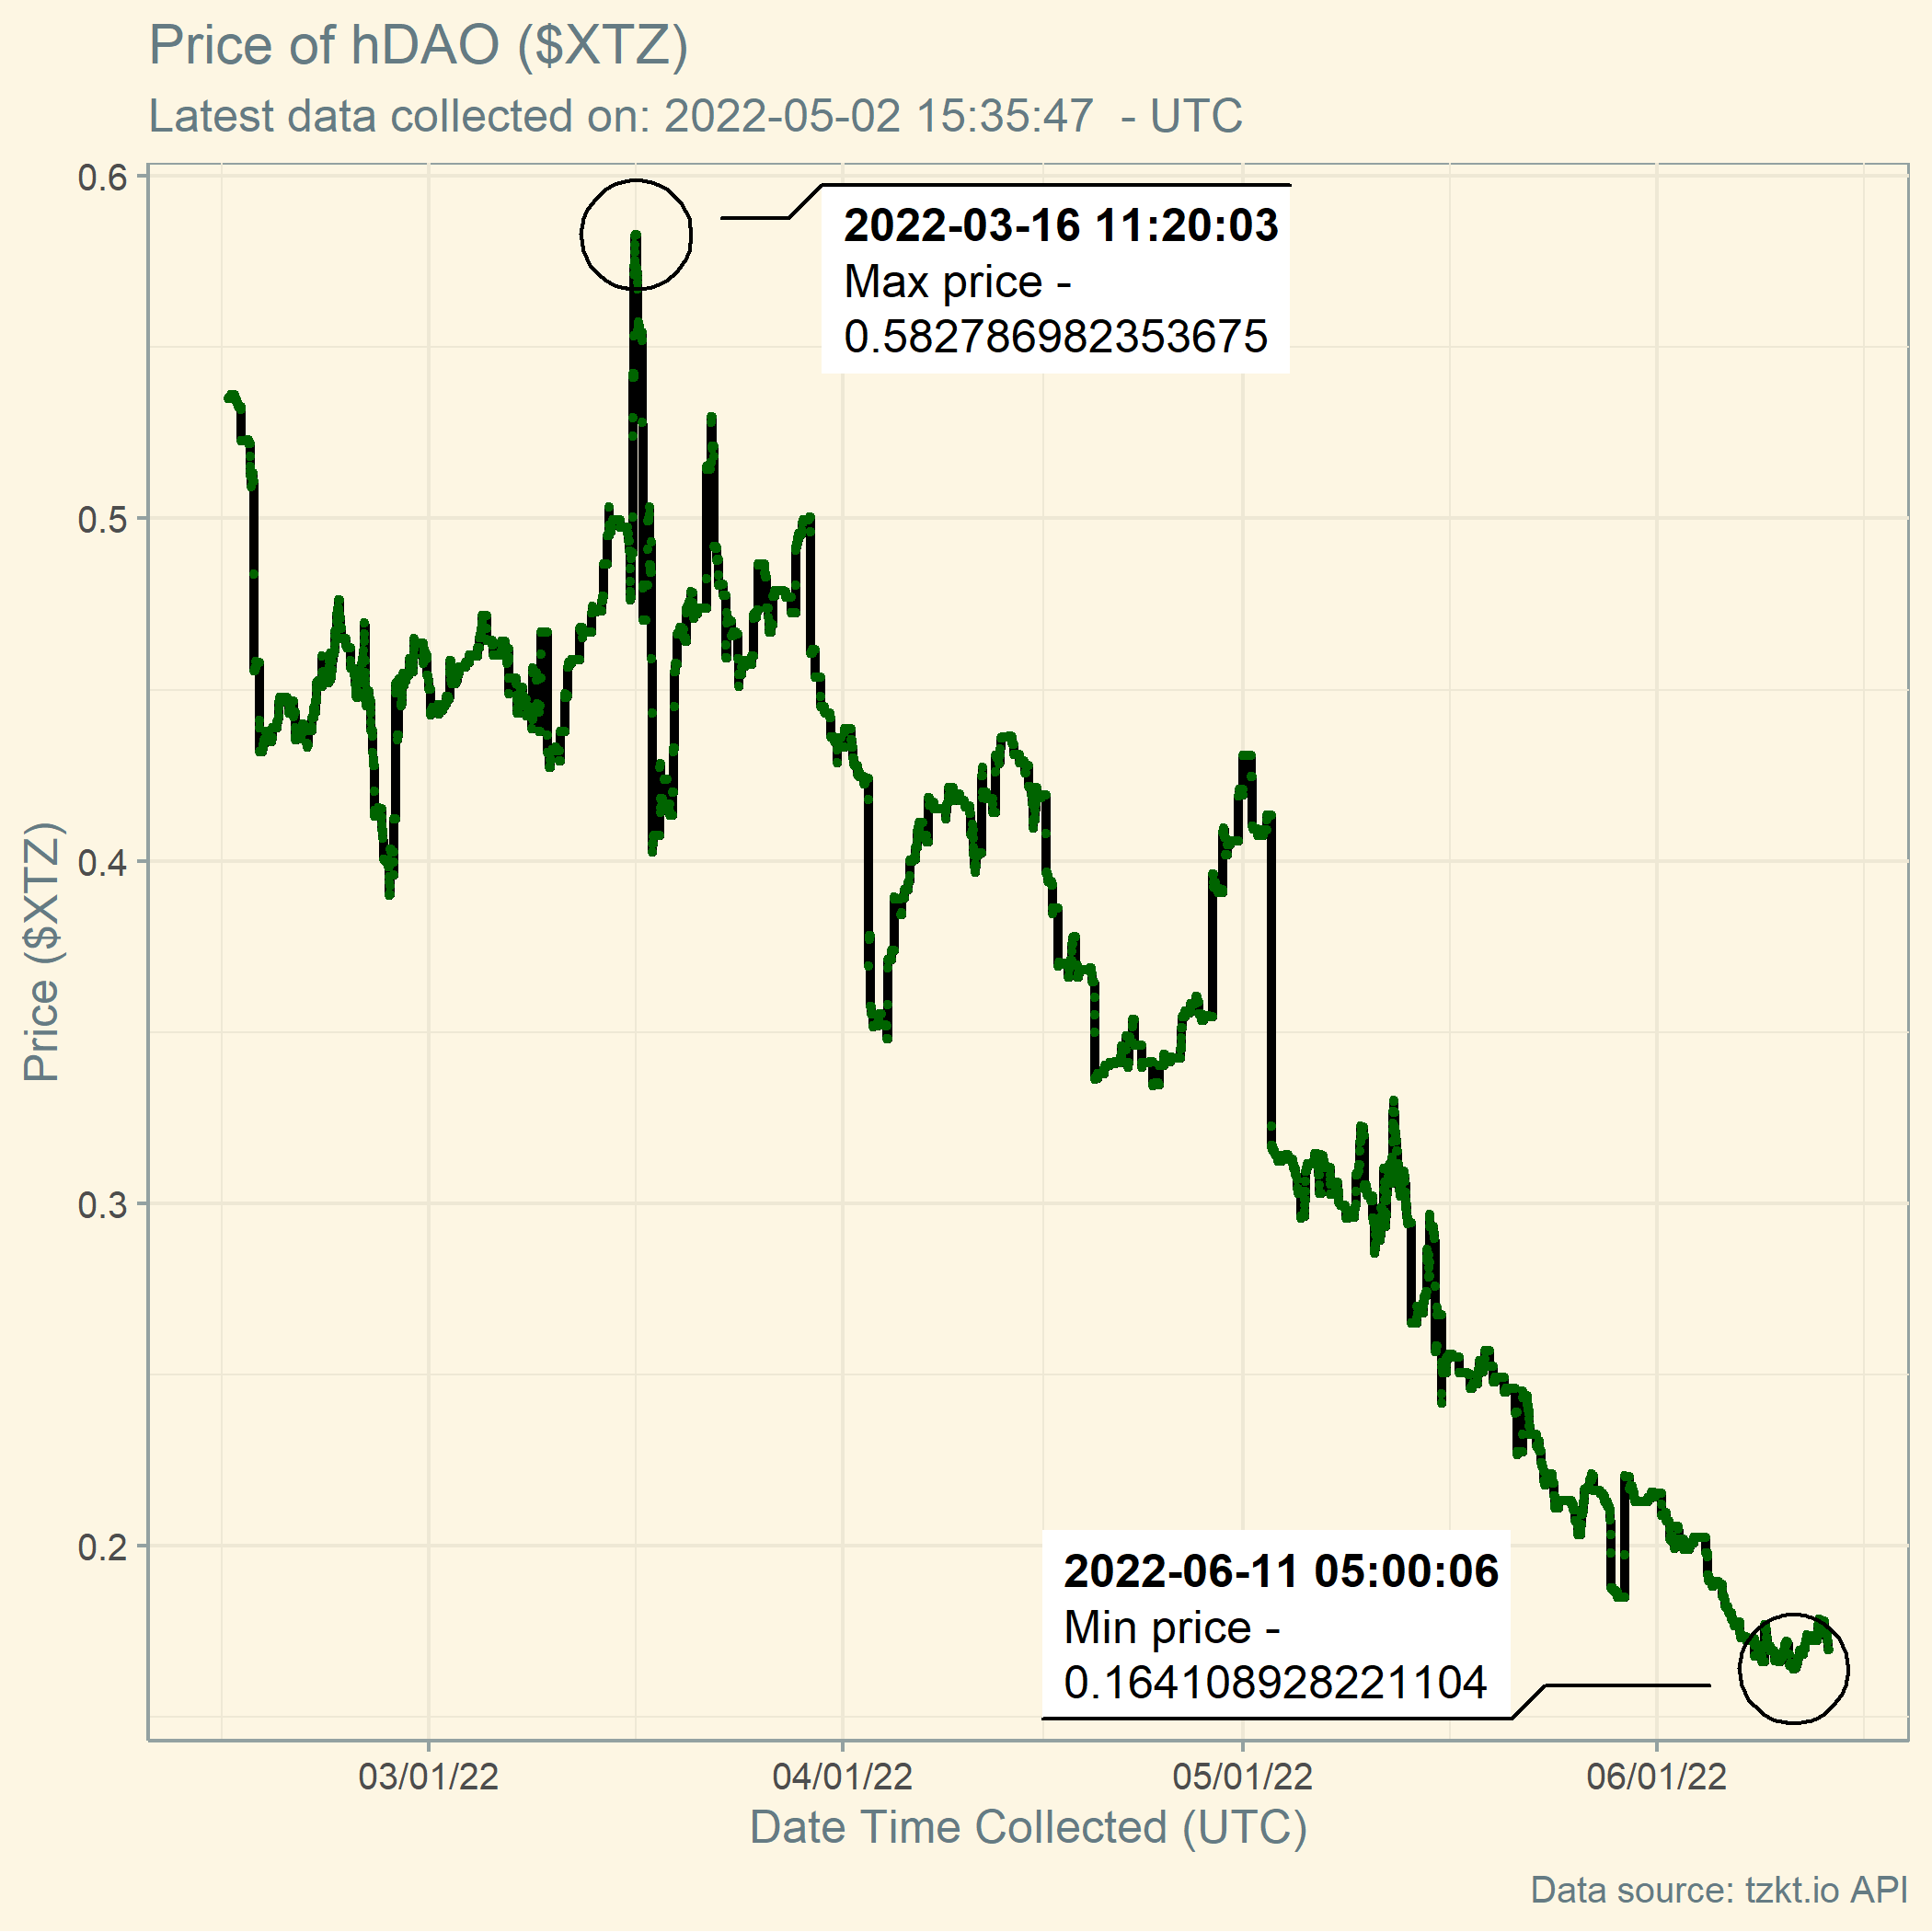 Price of hDAO ($XTZ)
Latest data collected on: 2022-05-02 15:35:47  - UTC
0.6
0.5
0.4
0.3
0.2
Price ($XTZ)
2022-03-16 11:20:03
Max price -
0.582786982353675
2022-06-11 05:00:06
Min price -
0.164108928221104
03/01/22
04/01/22
05/01/22
06/01/22
Date Time Collected (UTC)
Data source: tzkt.io API